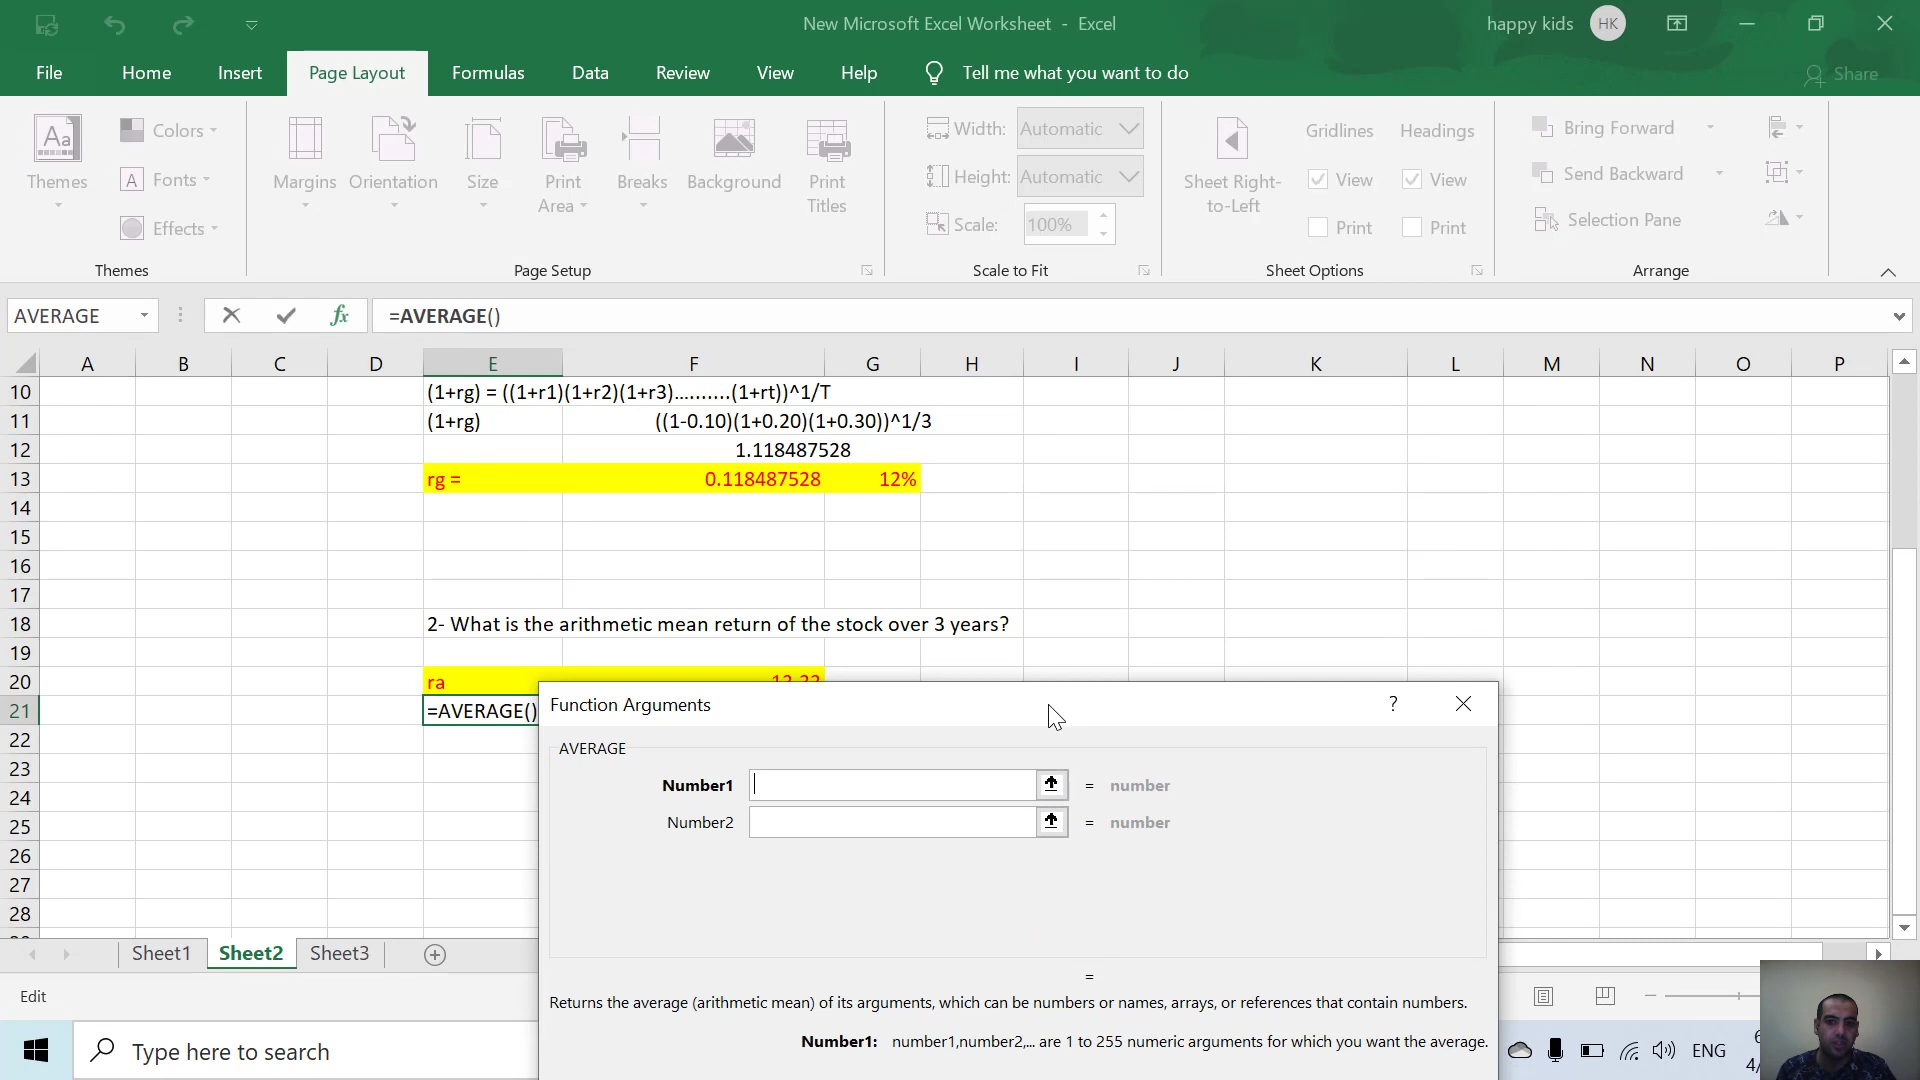 New Microsoft Excel Worksheet - Excel
happy kids HK
File Home Insert Page Layout Formulas Data Review View Help Tell me what you want to do Share
Themes Colors Fonts Effects
Margins Orientation Size Print Area Breaks Background Print Titles
Width: Automatic
Height: Automatic
Scale: 100%
Sheet Right-to-Left
Gridlines Headings
View View
Print Print
Bring Forward
Send Backward
Selection Pane
Themes Page Setup Scale to Fit Sheet Options Arrange
AVERAGE fx =AVERAGE()
A B C D E F G H I J K L M N O P
10 (1+rg) = ((1+r1)(1+r2)(1+r3)..........(1+rt))^1/T
11 (1+rg) ((1-0.10)(1+0.20)(1+0.30))^1/3
12 1.118487528
13 rg = 0.118487528 12%
14
15
16
17
18 2- What is the arithmetic mean return of the stock over 3 years?
19
20 ra
21 =AVERAGE()
22
23
24
25
26
27
28
Function Arguments ?
AVERAGE
Number1 = number
Number2 = number
=
Returns the average (arithmetic mean) of its arguments, which can be numbers or names, arrays, or references that contain numbers.
Number1: number1,number2,... are 1 to 255 numeric arguments for which you want the average.
Sheet1 Sheet2 Sheet3
Edit
Type here to search
ENG